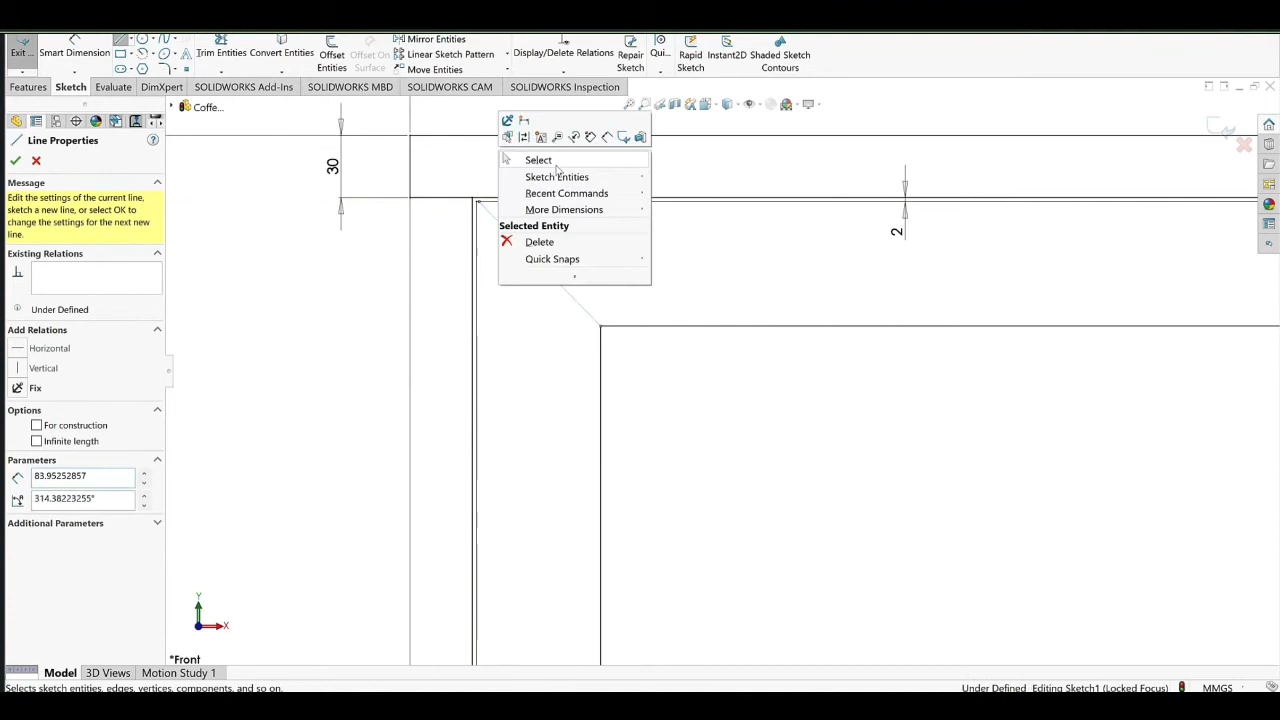 Mirror Entities
Exit ...
Smart Dimension
Trim Entities
Convert Entities
Offset Entities
Offset On Surface
Linear Sketch Pattern
Move Entities
Display/Delete Relations
Repair Sketch
Qui...
Rapid Sketch
Instant2D
Shaded Sketch Contours
Features
Sketch
Evaluate
DimXpert
SOLIDWORKS Add-Ins
SOLIDWORKS MBD
SOLIDWORKS CAM
SOLIDWORKS Inspection
Coffe...
Line Properties
Message
Edit the settings of the current line,
sketch a new line, or select OK to
change the settings for the next new
line.
Existing Relations
Under Defined
Add Relations
Horizontal
Vertical
Fix
Options
For construction
Infinite length
Parameters
83.95252857
314.38223255°
Additional Parameters
30
2
Select
Sketch Entities
Recent Commands
More Dimensions
Selected Entity
Delete
Quick Snaps
Y
X
*Front
Model
3D Views
Motion Study 1
Selects sketch entities, edges, vertices, components, and so on.
Under Defined
Editing Sketch1 (Locked Focus)
MMGS